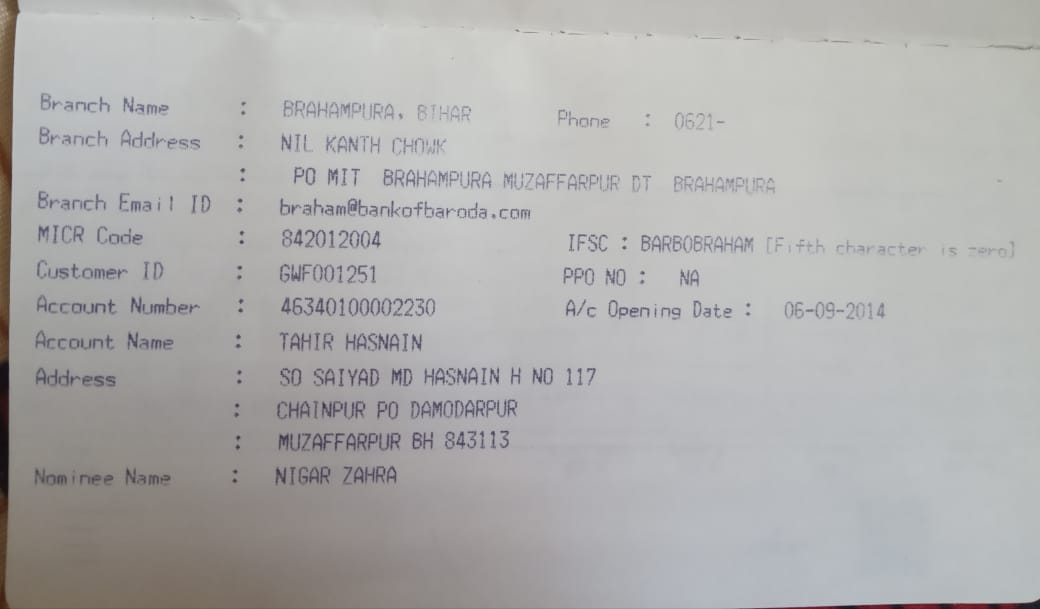 Branch Name : BRAHAMPURA, BIHAR Phone : 0621-
Branch Address : NIL KANTH CHOWK
: PO MIT BRAHAMPURA MUZAFFARPUR DT BRAHAMPURA
Branch Email ID : braham@bankofbaroda.com
MICR Code : 842012004 IFSC : BARB0BRAHAM [Fifth character is zero]
Customer ID : GWF001251 PPO NO : NA
Account Number : 46340100002230 A/c Opening Date : 06-09-2014
Account Name : TAHIR HASNAIN
Address : SO SAIYAD MD HASNAIN H NO 117
: CHAINPUR PO DAMODARPUR
: MUZAFFARPUR BH 843113
Nominee Name : NIGAR ZAHRA